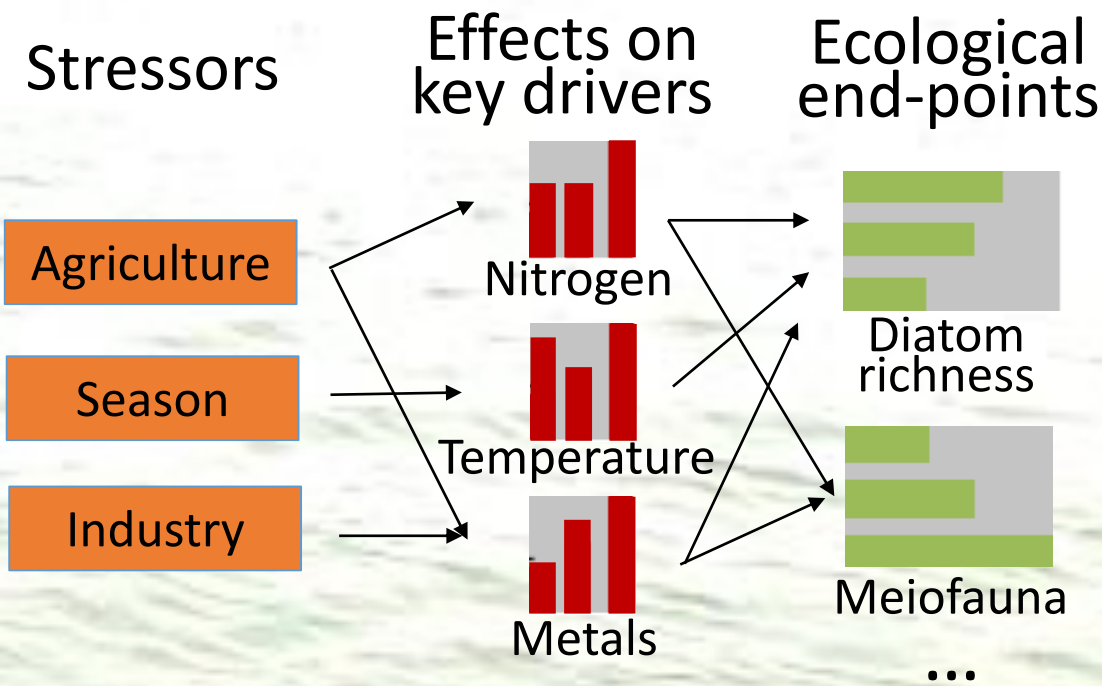 Stressors
Effects on
key drivers
Ecological
end-points
Agriculture
Season
Industry
Nitrogen
Temperature
Metals
Diatom
richness
Meiofauna
...